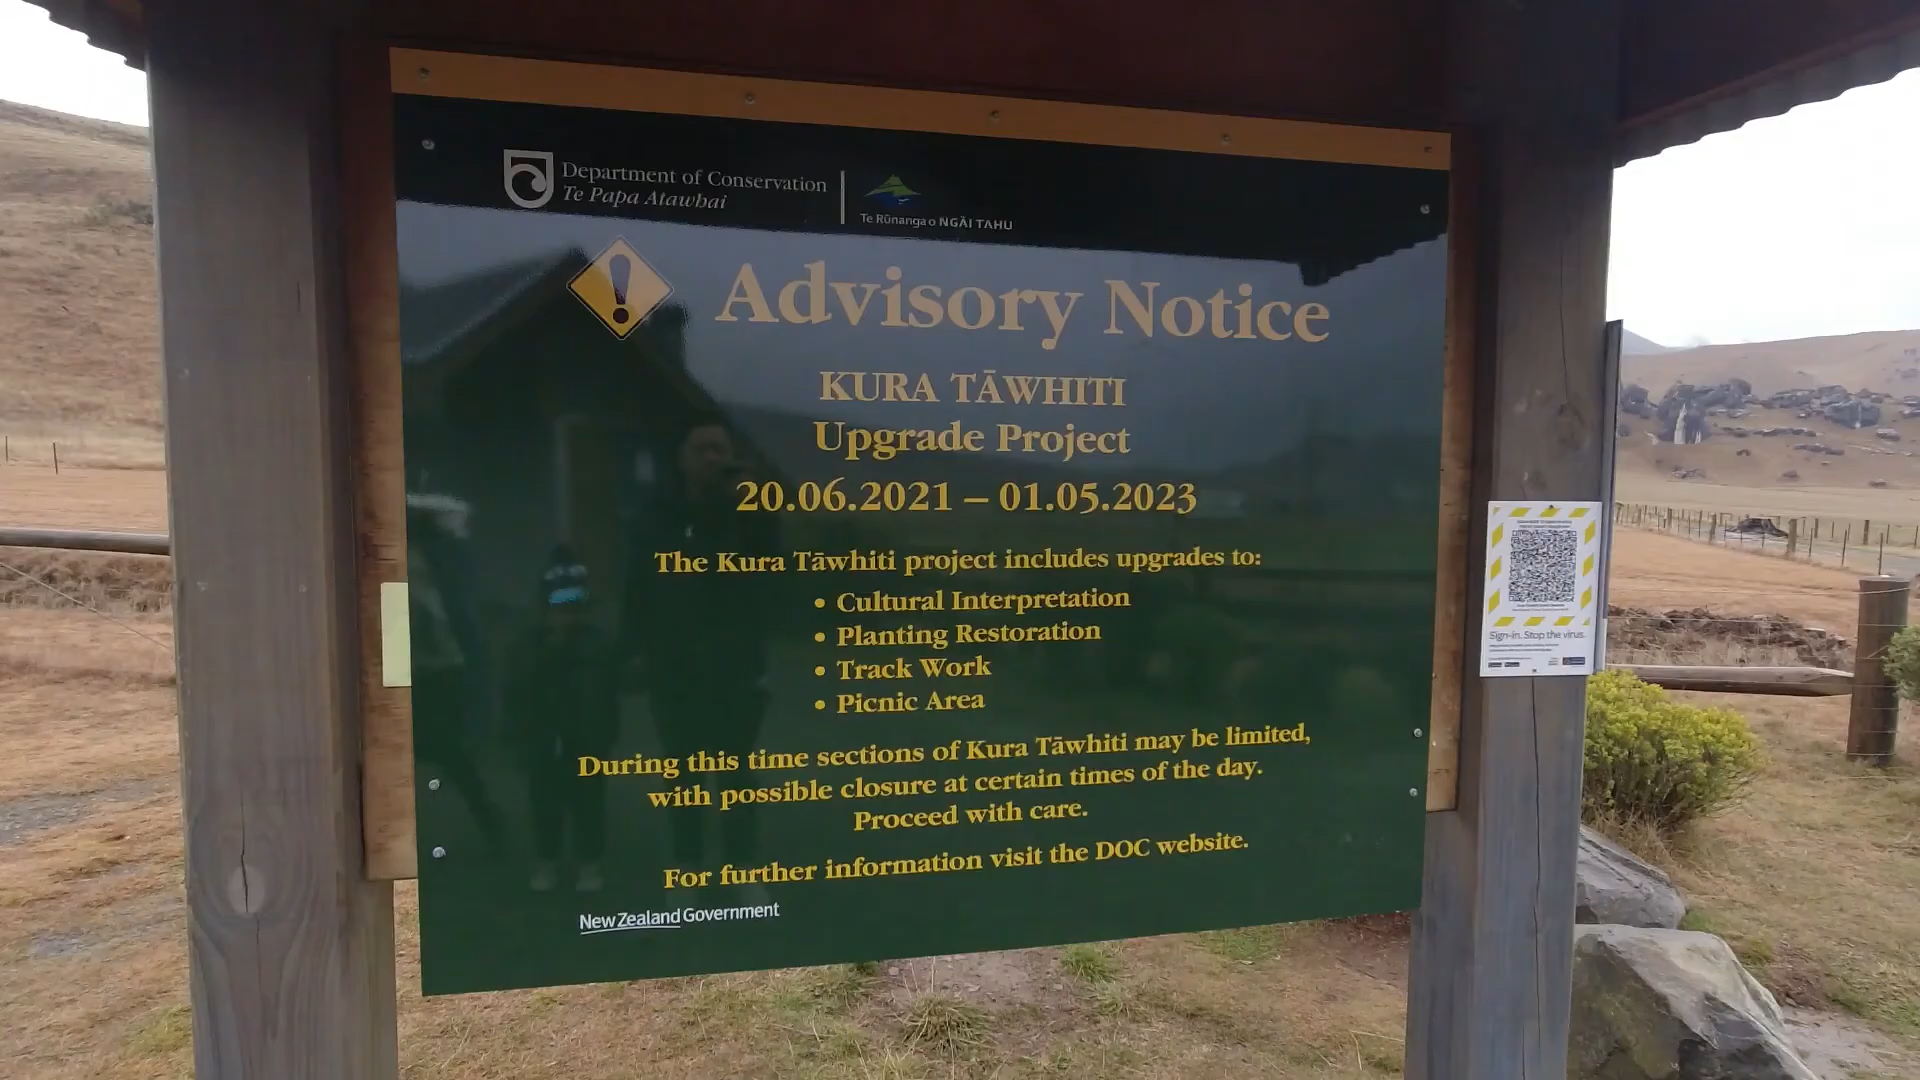 Department of Conservation
Te Papa Atawhai
Te Rūnanga o NGĀI TAHU
Advisory Notice
KURA TĀWHITI
Upgrade Project
20.06.2021 – 01.05.2023
The Kura Tāwhiti project includes upgrades to:
• Cultural Interpretation
• Planting Restoration
• Track Work
• Picnic Area
During this time sections of Kura Tāwhiti may be limited,
with possible closure at certain times of the day.
Proceed with care.
For further information visit the DOC website.
New Zealand Government
Sign-in. Stop the virus.